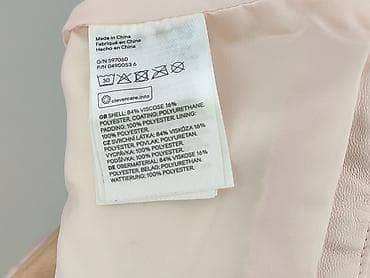 Made in China
Fabriqué en China
Hecho en China
O/N 597060
P/N 0490053 6
30
clevercare.info
GB SHELL: 84% VISCOSE 16%
POLYESTER. COATING: POLYURETHANE.
PADDING: 100% POLYESTER. LINING:
100% POLYESTER.
CZ SVRCHNÍ LÁTKA: 84% VISKÓZA 16%
POLYESTER. POVLAK: POLYURETAN.
VYCPÁVKA: 100% POLYESTER.
PODŠÍVKA: 100% POLYESTER.
DE OBERMATERIAL: 84% VISKOSE 16%
POLYESTER. BELAG: POLYURETHAN.
WATTIERUNG: 100% POLYESTER.